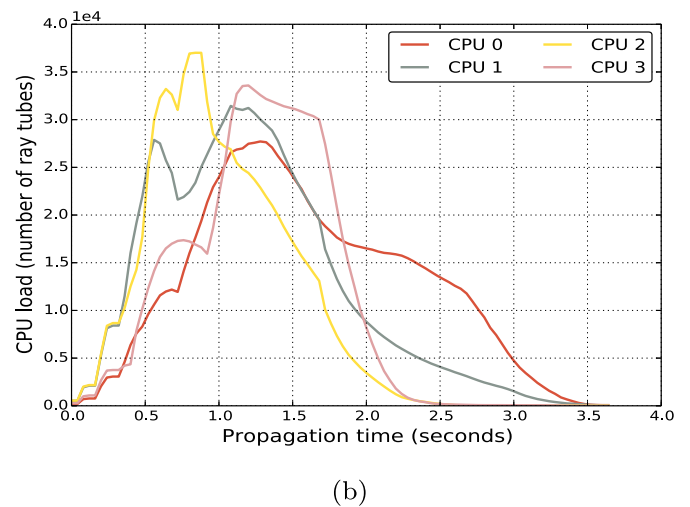 1e4
4.0
3.5
3.0
2.5
2.0
1.5
1.0
0.5
0.0
CPU load (number of ray tubes)
CPU 0
CPU 2
CPU 1
CPU 3
0.0 0.5 1.0 1.5 2.0 2.5 3.0 3.5 4.0
Propagation time (seconds)
(b)